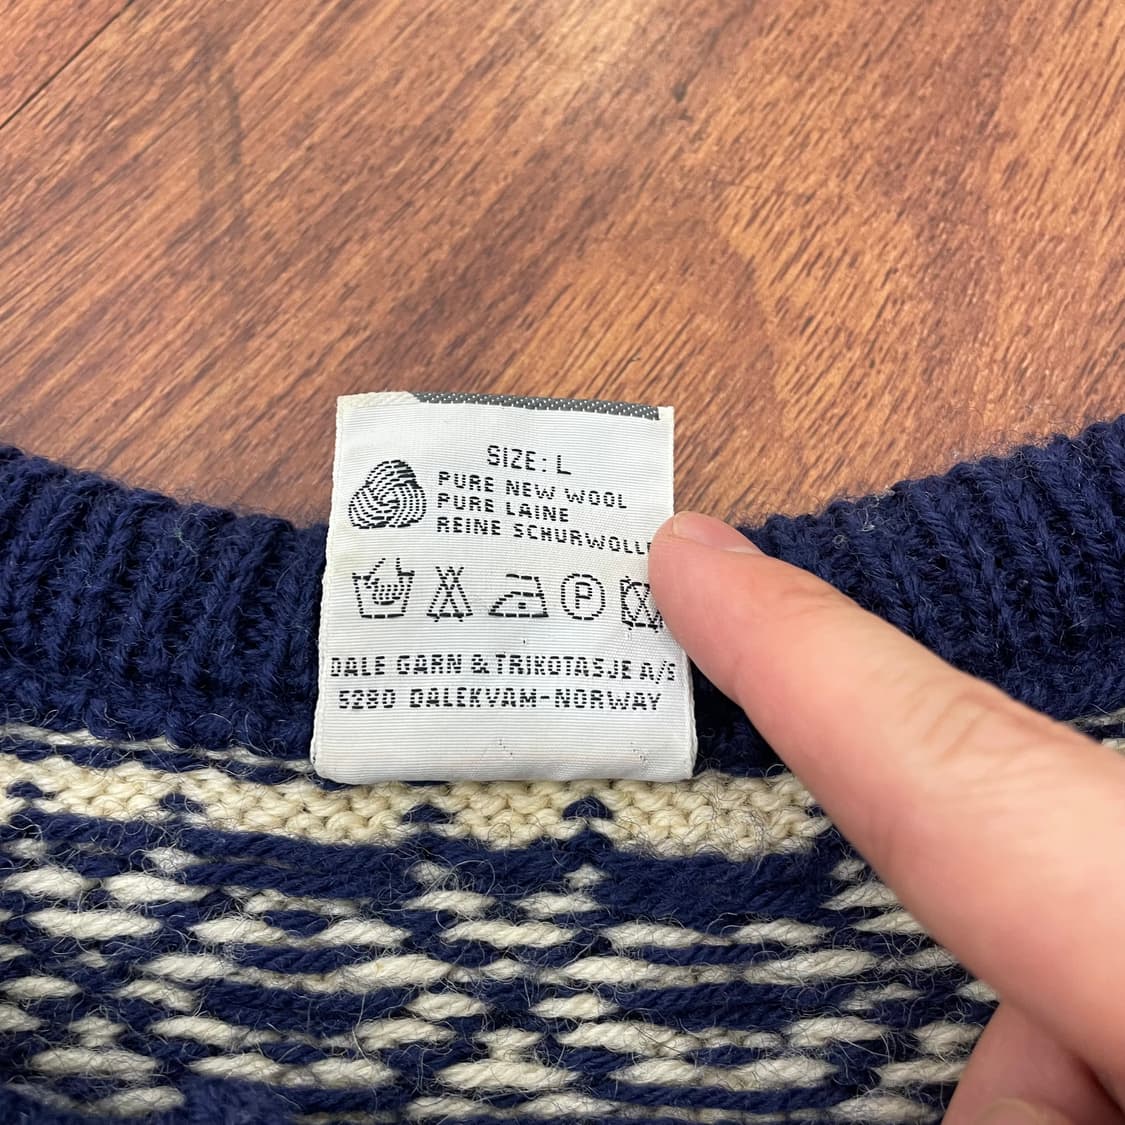 SIZE: L
PURE NEW WOOL
PURE LAINE
REINE SCHURWOLLE
P
DALE GARN & TRIKOTASJE A/S
5280 DALEKVAM-NORWAY